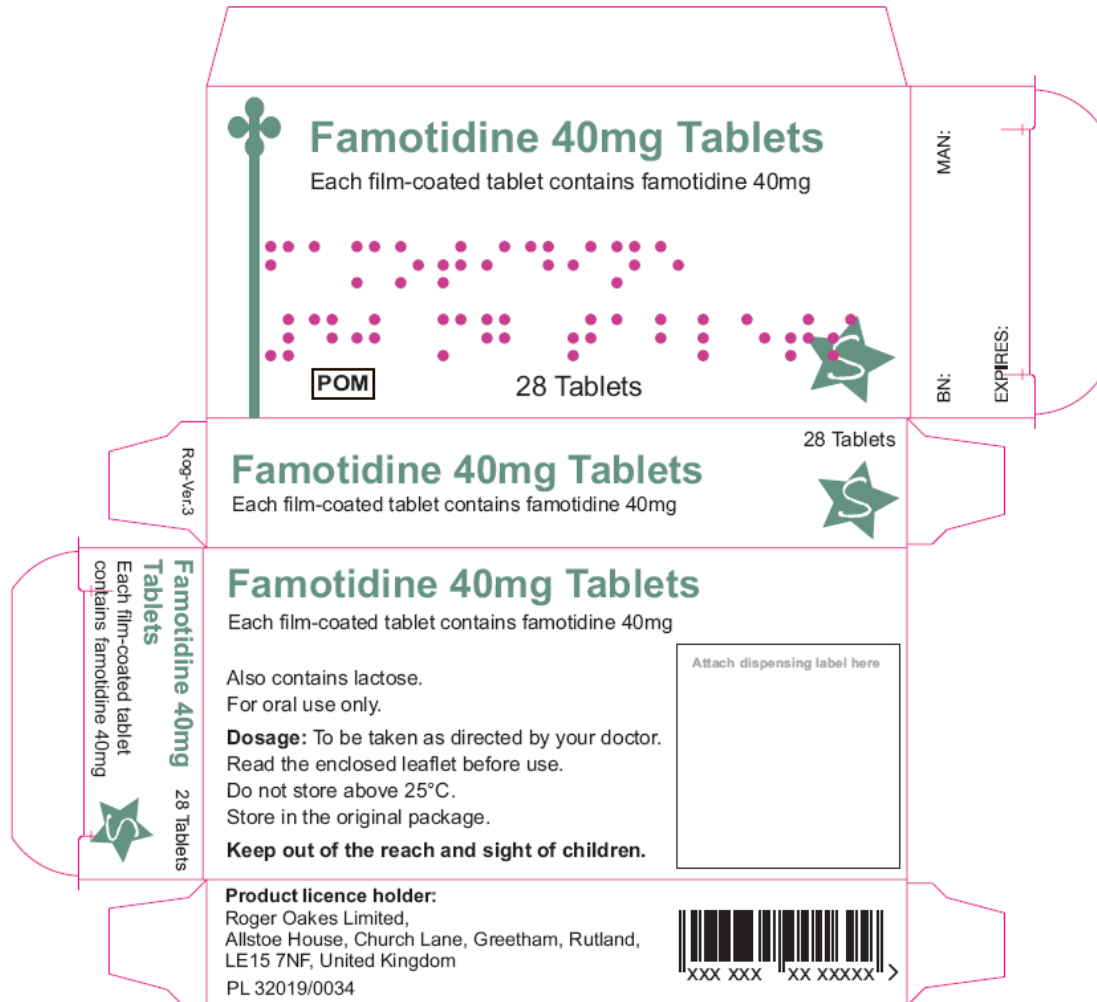 Famotidine 40mg Tablets
Each film-coated tablet contains famotidine 40mg
POM
28 Tablets
S
MAN:
BN:
EXPIRES:
Rog-Ver.3
28 Tablets
Famotidine 40mg Tablets
Each film-coated tablet contains famotidine 40mg
S
Famotidine 40mg
Tablets
Each film-coated tablet
contains famotidine 40mg
28 Tablets
S
Famotidine 40mg Tablets
Each film-coated tablet contains famotidine 40mg
Also contains lactose.
For oral use only.
Dosage: To be taken as directed by your doctor.
Read the enclosed leaflet before use.
Do not store above 25°C.
Store in the original package.
Keep out of the reach and sight of children.
Attach dispensing label here
Product licence holder:
Roger Oakes Limited,
Allstoe House, Church Lane, Greetham, Rutland,
LE15 7NF, United Kingdom
PL 32019/0034
XXX XXX XX XXXXX >